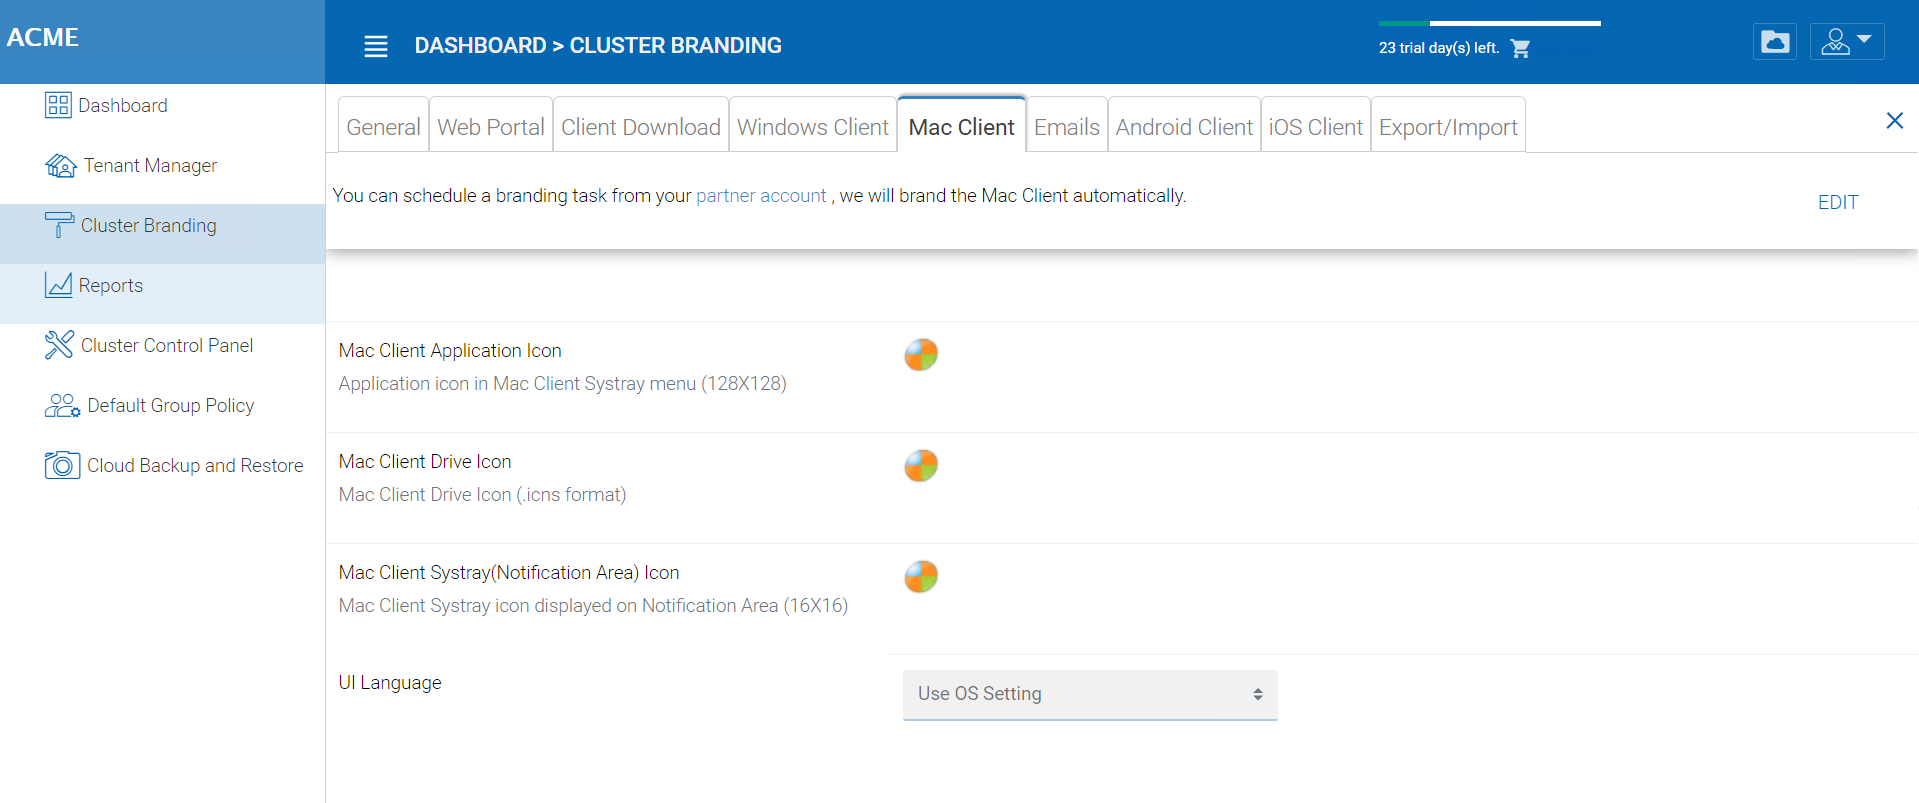 ACME
DASHBOARD > CLUSTER BRANDING
23 trial day(s) left.
Dashboard
Tenant Manager
Cluster Branding
Reports
Cluster Control Panel
Default Group Policy
Cloud Backup and Restore
General
Web Portal
Client Download
Windows Client
Mac Client
Emails
Android Client
iOS Client
Export/Import
You can schedule a branding task from your partner account , we will brand the Mac Client automatically.
EDIT
Mac Client Application Icon
Application icon in Mac Client Systray menu (128X128)
Mac Client Drive Icon
Mac Client Drive Icon (.icns format)
Mac Client Systray(Notification Area) Icon
Mac Client Systray icon displayed on Notification Area (16X16)
UI Language
Use OS Setting